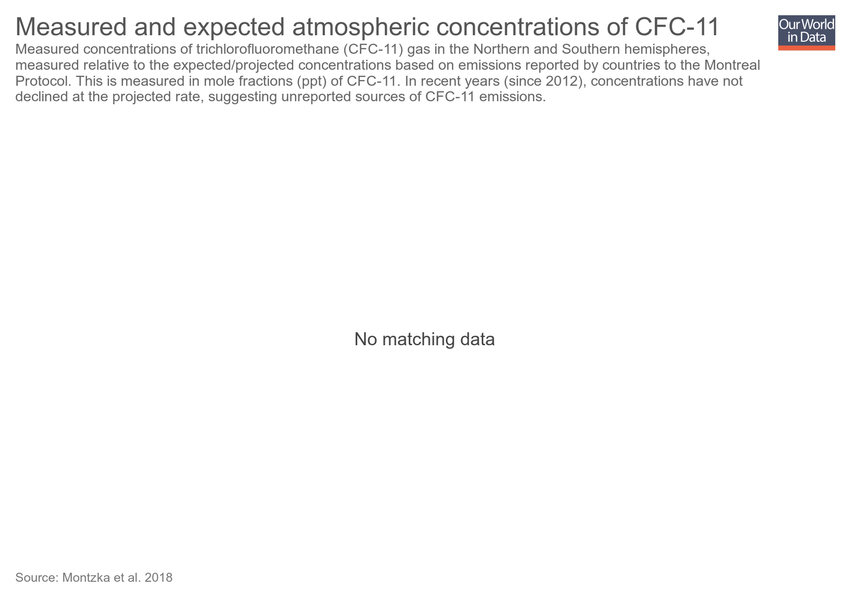 Measured and expected atmospheric concentrations of CFC-11
Our World
in Data
Measured concentrations of trichlorofluoromethane (CFC-11) gas in the Northern and Southern hemispheres,
measured relative to the expected/projected concentrations based on emissions reported by countries to the Montreal
Protocol. This is measured in mole fractions (ppt) of CFC-11. In recent years (since 2012), concentrations have not
declined at the projected rate, suggesting unreported sources of CFC-11 emissions.
No matching data
Source: Montzka et al. 2018